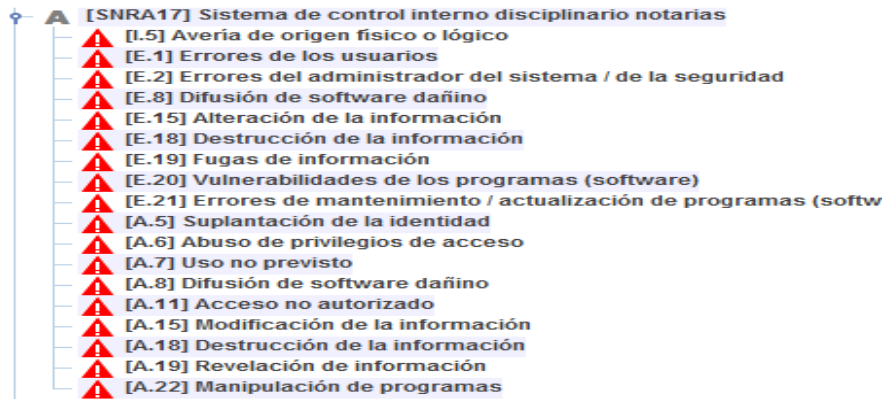 [SNRA17] Sistema de control interno disciplinario notarias
[I.5] Avería de origen físico o lógico
[E.1] Errores de los usuarios
[E.2] Errores del administrador del sistema / de la seguridad
[E.8] Difusión de software dañino
[E.15] Alteración de la información
[E.18] Destrucción de la información
[E.19] Fugas de información
[E.20] Vulnerabilidades de los programas (software)
[E.21] Errores de mantenimiento / actualización de programas (softw
[A.5] Suplantación de la identidad
[A.6] Abuso de privilegios de acceso
[A.7] Uso no previsto
[A.8] Difusión de software dañino
[A.11] Acceso no autorizado
[A.15] Modificación de la información
[A.18] Destrucción de la información
[A.19] Revelación de información
[A.22] Manipulación de programas